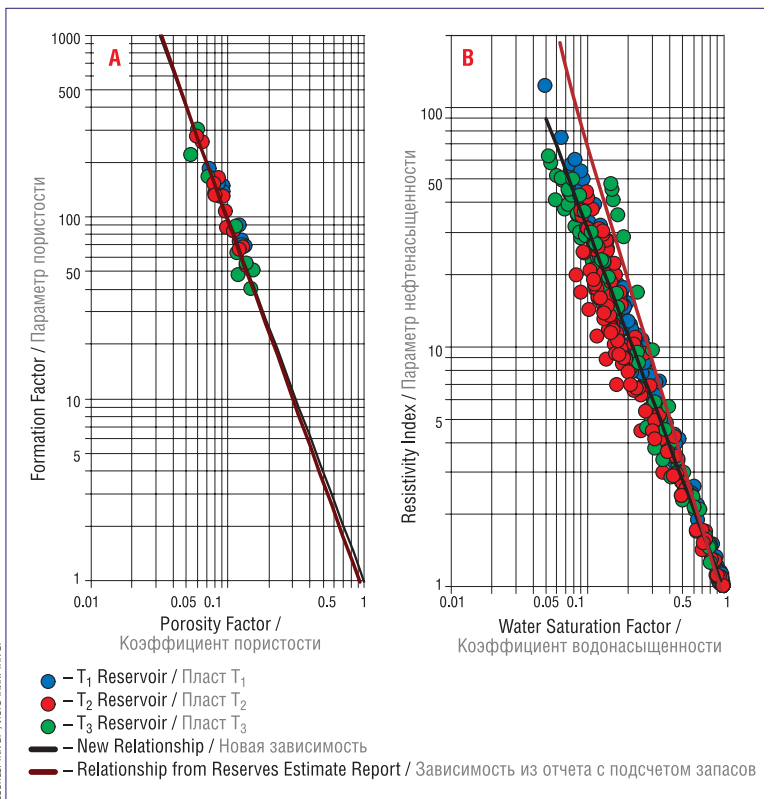 A
B
1000
500
100
50
10
5
1
0.01
0.05
0.1
0.5
1
Formation Factor / Параметр пористости
Porosity Factor /
Коэффициент пористости
100
50
10
5
1
0.01
0.05
0.1
0.5
1
Resistivity Index / Параметр нефтенасыщенности
Water Saturation Factor /
Коэффициент водонасыщенности
– T1 Reservoir / Пласт T1
– T2 Reservoir / Пласт T2
– T3 Reservoir / Пласт T3
– New Relationship / Новая зависимость
– Relationship from Reserves Estimate Report / Зависимость из отчета с подсчетом запасов